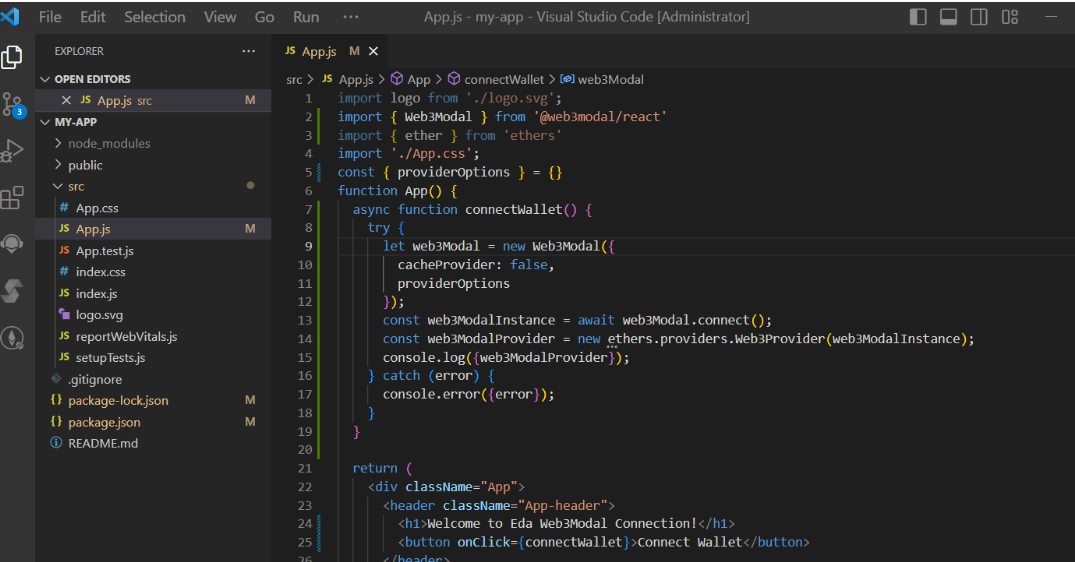 File Edit Selection View Go Run ··· App.js - my-app - Visual Studio Code [Administrator]
EXPLORER ···
OPEN EDITORS
JS App.js src M
MY-APP
node_modules
public
src
# App.css
JS App.js M
JS App.test.js
# index.css
JS index.js
logo.svg
JS reportWebVitals.js
JS setupTests.js
.gitignore
{} package-lock.json M
{} package.json M
README.md
3
JS App.js M
src > JS App.js > App > connectWallet > web3Modal
1 import logo from './logo.svg';
2 import { Web3Modal } from '@web3modal/react'
3 import { ether } from 'ethers'
4 import './App.css';
5 const { providerOptions } = {}
6 function App() {
7 async function connectWallet() {
8 try {
9 let web3Modal = new Web3Modal({
10 cacheProvider: false,
11 providerOptions
12 });
13 const web3ModalInstance = await web3Modal.connect();
14 const web3ModalProvider = new ethers.providers.Web3Provider(web3ModalInstance);
15 console.log({web3ModalProvider});
16 } catch (error) {
17 console.error({error});
18 }
19 }
20
21 return (
22 <div className="App">
23 <header className="App-header">
24 <h1>Welcome to Eda Web3Modal Connection!</h1>
25 <button onClick={connectWallet}>Connect Wallet</button>
26 </header>